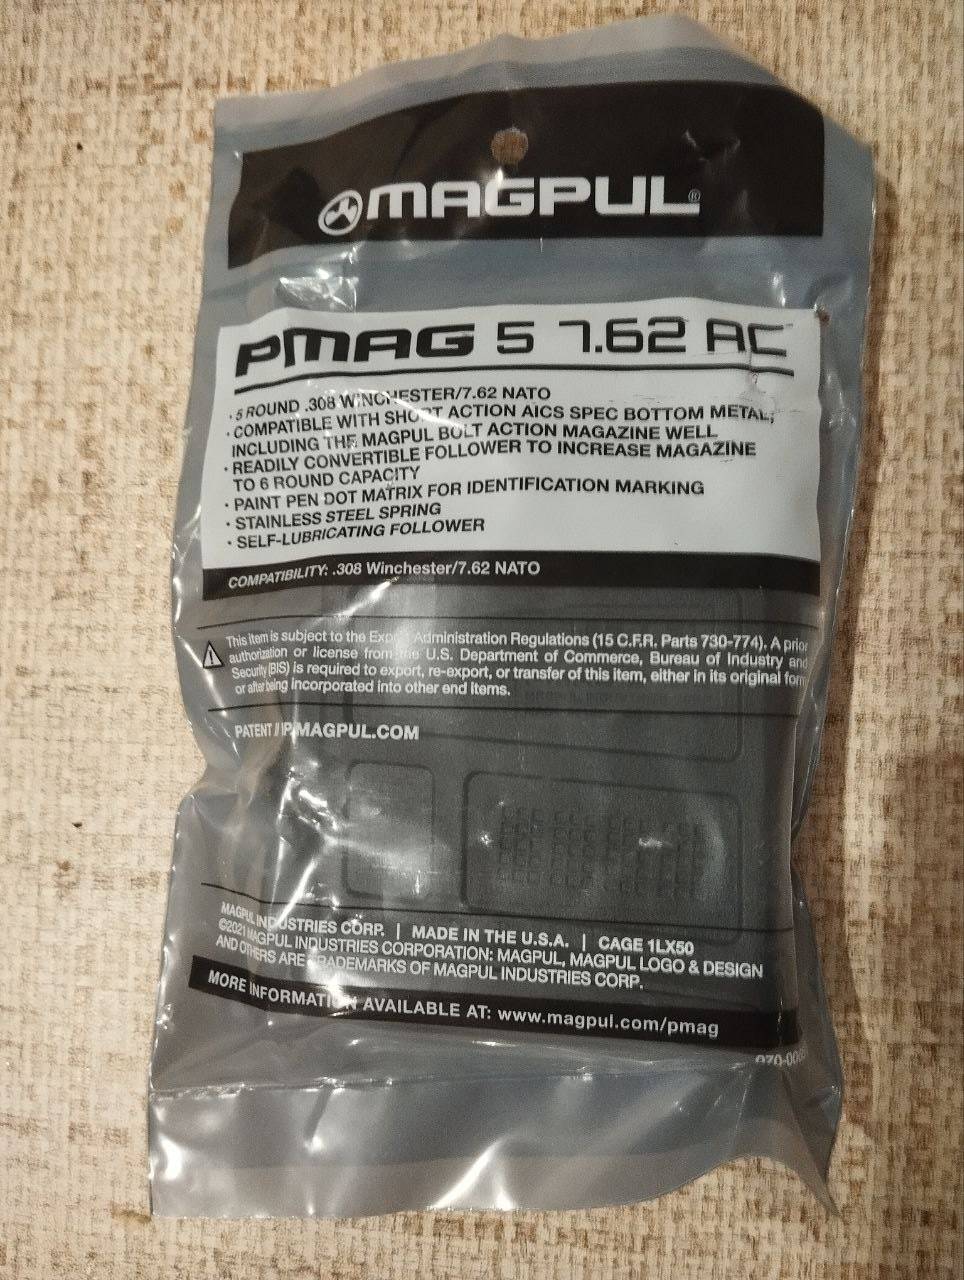 MAGPUL®
PMAG 5 7.62 AC
· 5 ROUND .308 WINCHESTER/7.62 NATO
· COMPATIBLE WITH SHORT ACTION AICS SPEC BOTTOM METAL,
INCLUDING THE MAGPUL BOLT ACTION MAGAZINE WELL
· READILY CONVERTIBLE FOLLOWER TO INCREASE MAGAZINE
TO 6 ROUND CAPACITY
· PAINT PEN DOT MATRIX FOR IDENTIFICATION MARKING
· STAINLESS STEEL SPRING
· SELF-LUBRICATING FOLLOWER
COMPATIBILITY: .308 Winchester/7.62 NATO
This item is subject to the Export Administration Regulations (15 C.F.R. Parts 730-774). A prior
authorization or license from the U.S. Department of Commerce, Bureau of Industry and
Security (BIS) is required to export, re-export, or transfer of this item, either in its original form
or after being incorporated into other end items.
PATENT // IP.MAGPUL.COM
MAGPUL INDUSTRIES CORP. | MADE IN THE U.S.A. | CAGE 1LX50
©2021 MAGPUL INDUSTRIES CORPORATION: MAGPUL, MAGPUL LOGO & DESIGN
AND OTHERS ARE TRADEMARKS OF MAGPUL INDUSTRIES CORP.
MORE INFORMATION AVAILABLE AT: www.magpul.com/pmag